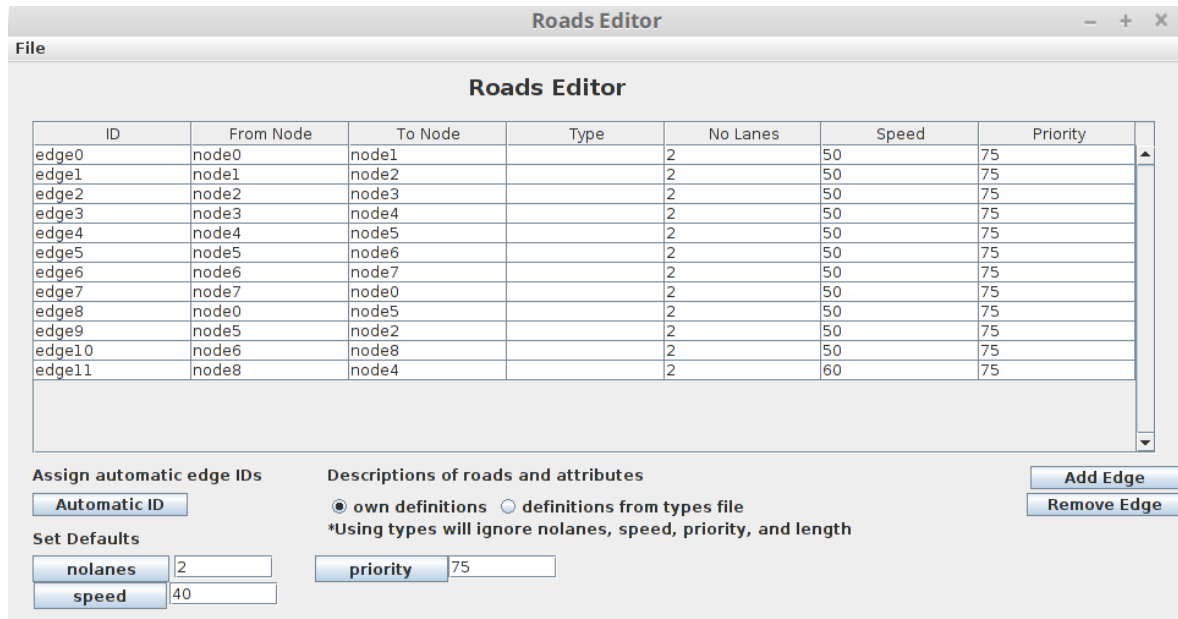 Roads Editor
File
Roads Editor
ID From Node To Node Type No Lanes Speed Priority
edge0 node0 node1 2 50 75
edge1 node1 node2 2 50 75
edge2 node2 node3 2 50 75
edge3 node3 node4 2 50 75
edge4 node4 node5 2 50 75
edge5 node5 node6 2 50 75
edge6 node6 node7 2 50 75
edge7 node7 node0 2 50 75
edge8 node0 node5 2 50 75
edge9 node5 node2 2 50 75
edge10 node6 node8 2 50 75
edge11 node8 node4 2 60 75
Assign automatic edge IDs Descriptions of roads and attributes Add Edge
Automatic ID own definitions definitions from types file Remove Edge
*Using types will ignore nolanes, speed, priority, and length
Set Defaults
nolanes 2 priority 75
speed 40